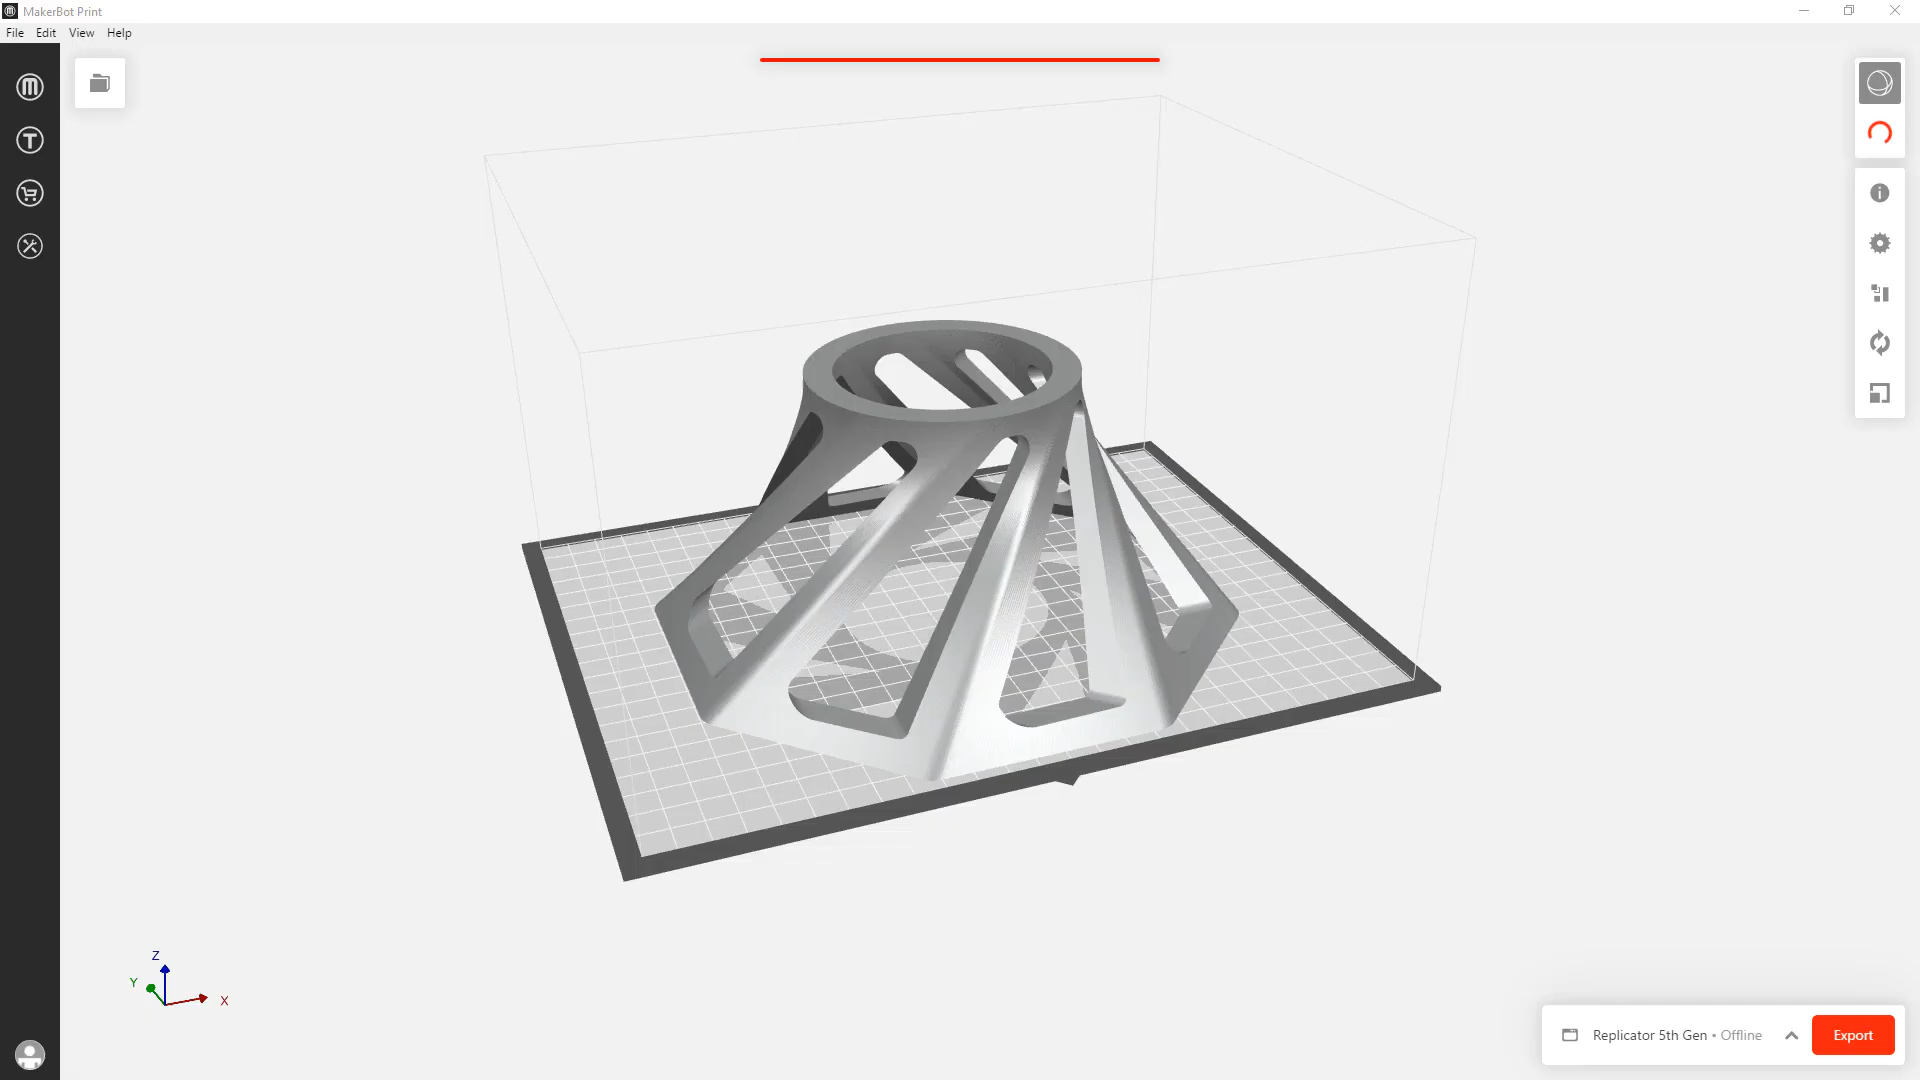 MakerBot Print
File Edit View Help
Z
Y
X
Replicator 5th Gen • Offline
Export